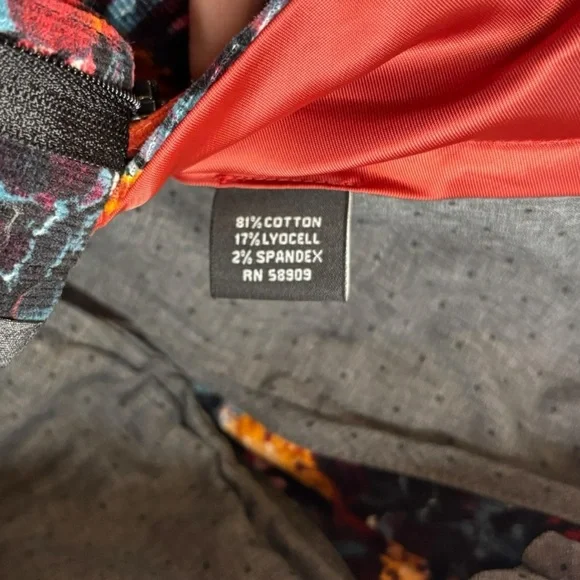 81% COTTON
17% LYOCELL
2% SPANDEX
RN 58909